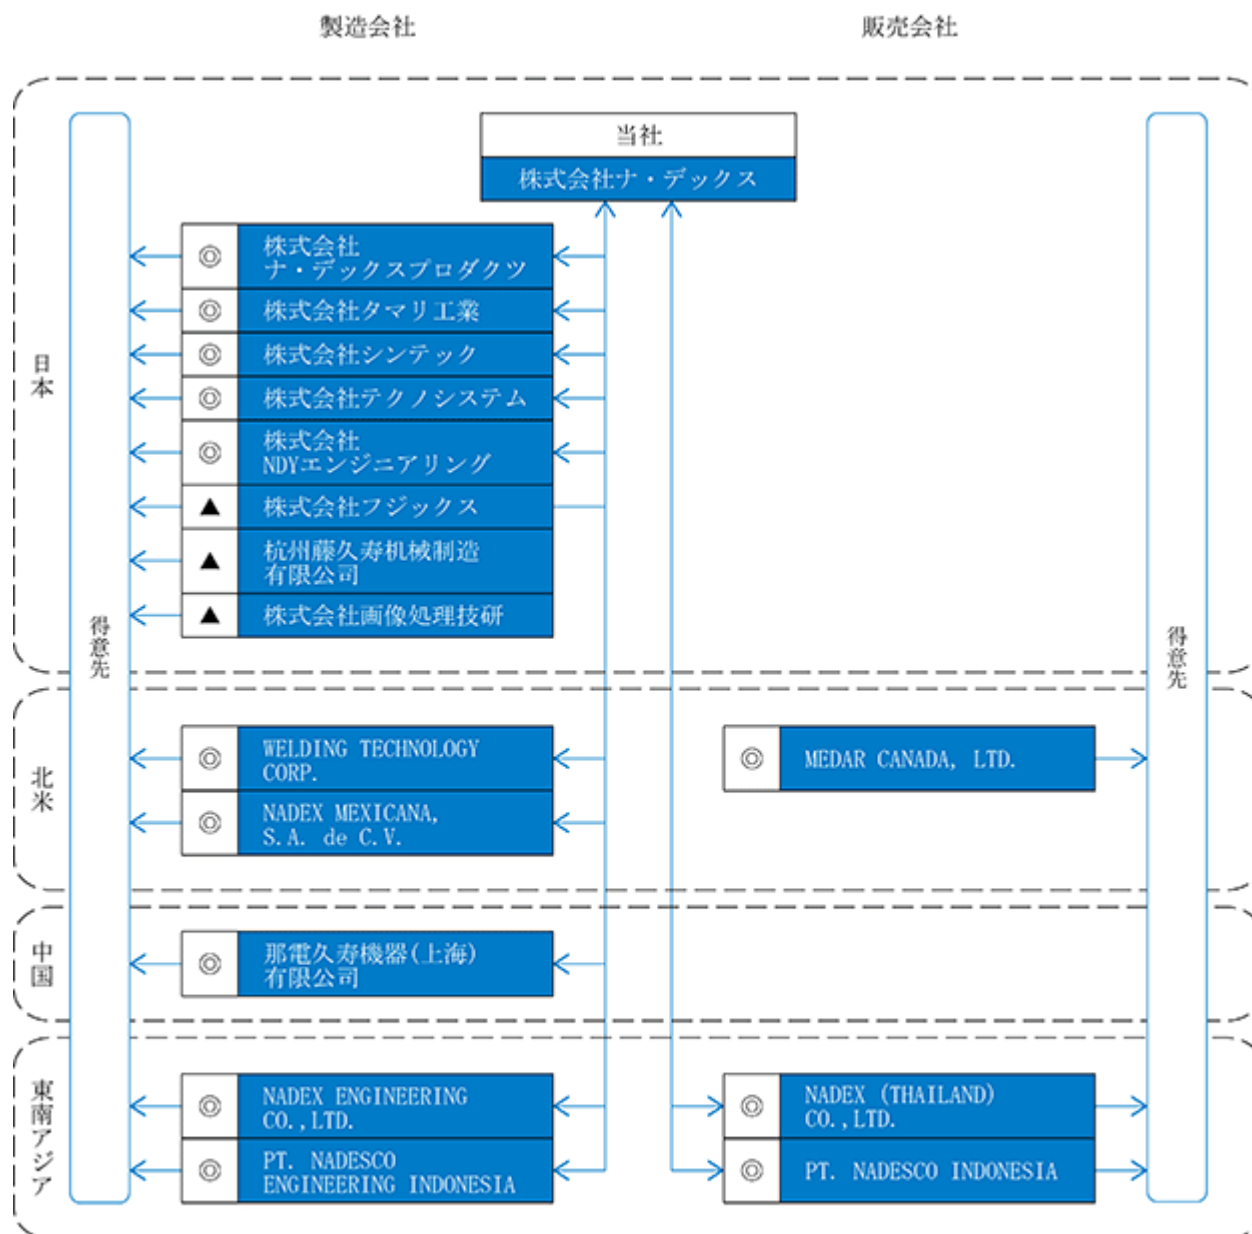 製造会社
販売会社
当社
株式会社ナ・デックス
日本
得意先
◎ 株式会社
ナ・デックスプロダクツ
◎ 株式会社タマリ工業
◎ 株式会社シンテック
◎ 株式会社テクノシステム
◎ 株式会社
NDYエンジニアリング
▲ 株式会社フジックス
▲ 杭州藤久寿机械制造
有限公司
▲ 株式会社画像処理技研
得意先
北米
◎ WELDING TECHNOLOGY
CORP.
◎ NADEX MEXICANA,
S.A. de C.V.
◎ MEDAR CANADA, LTD.
中国
◎ 那電久寿機器(上海)
有限公司
東南アジア
◎ NADEX ENGINEERING
CO.,LTD.
◎ PT. NADESCO
ENGINEERING INDONESIA
◎ NADEX (THAILAND)
CO.,LTD.
◎ PT. NADESCO INDONESIA